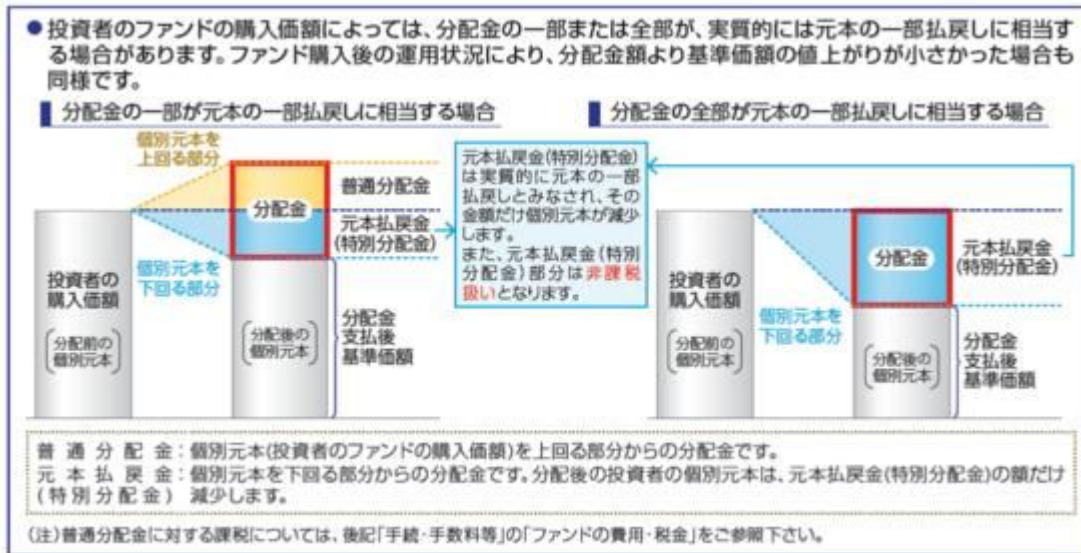 ●投資者のファンドの購入価額によっては、分配金の一部または全部が、実質的には元本の一部払戻しに相当す
る場合があります。ファンド購入後の運用状況により、分配金額より基準価額の値上がりが小さかった場合も
同様です。
分配金の一部が元本の一部払戻しに相当する場合
個別元本を
上回る部分
普通分配金
分配金
元本払戻金
(特別分配金)
個別元本を
下回る部分
投資者の
購入価額
(分配前の
個別元本)
(分配後の
個別元本)
分配金
支払後
基準価額
元本払戻金(特別分配金)
は実質的に元本の一部
払戻しとみなされ、その
金額だけ個別元本が減少
します。
また、元本払戻金(特別
分配金)部分は非課税
扱いとなります。
分配金の全部が元本の一部払戻しに相当する場合
分配金
元本払戻金
(特別分配金)
投資者の
購入価額
個別元本を
下回る部分
(分配前の
個別元本)
(分配後の
個別元本)
分配金
支払後
基準価額
普通分配金:個別元本(投資者のファンドの購入価額)を上回る部分からの分配金です。
元本払戻金:個別元本を下回る部分からの分配金です。分配後の投資者の個別元本は、元本払戻金(特別分配金)の額だけ
(特別分配金) 減少します。
(注)普通分配金に対する課税については、後記「手続・手数料等」の「ファンドの費用・税金」をご参照下さい。